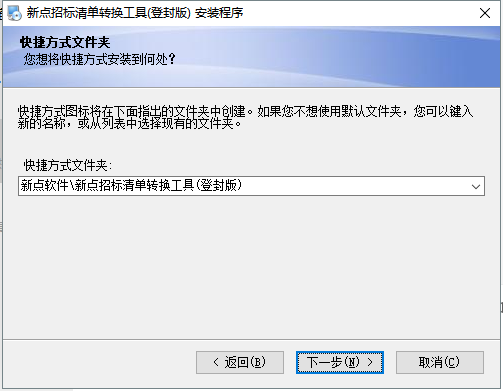 新点招标清单转换工具(登封版) 安装程序
快捷方式文件夹
您想将快捷方式安装到何处?
快捷方式图标将在下面指出的文件夹中创建。如果您不想使用默认文件夹，您可以键入
新的名称，或从列表中选择现有的文件夹。
快捷方式文件夹:
新点软件\新点招标清单转换工具(登封版)
< 返回(B)
下一步(N) >
取消(C)